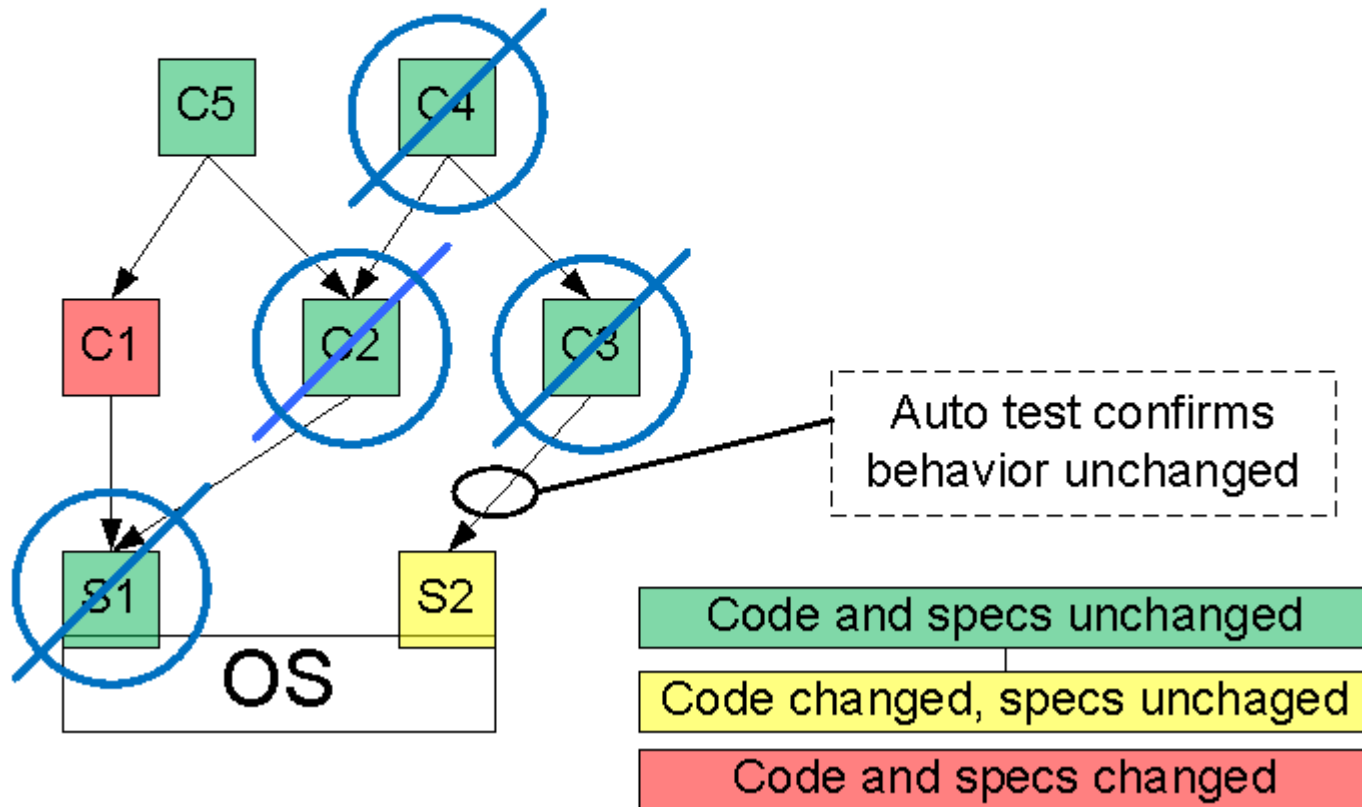 C5
C4
C1
C2
C3
Auto test confirms
behavior unchanged
S1
S2
OS
Code and specs unchanged
Code changed, specs unchaged
Code and specs changed